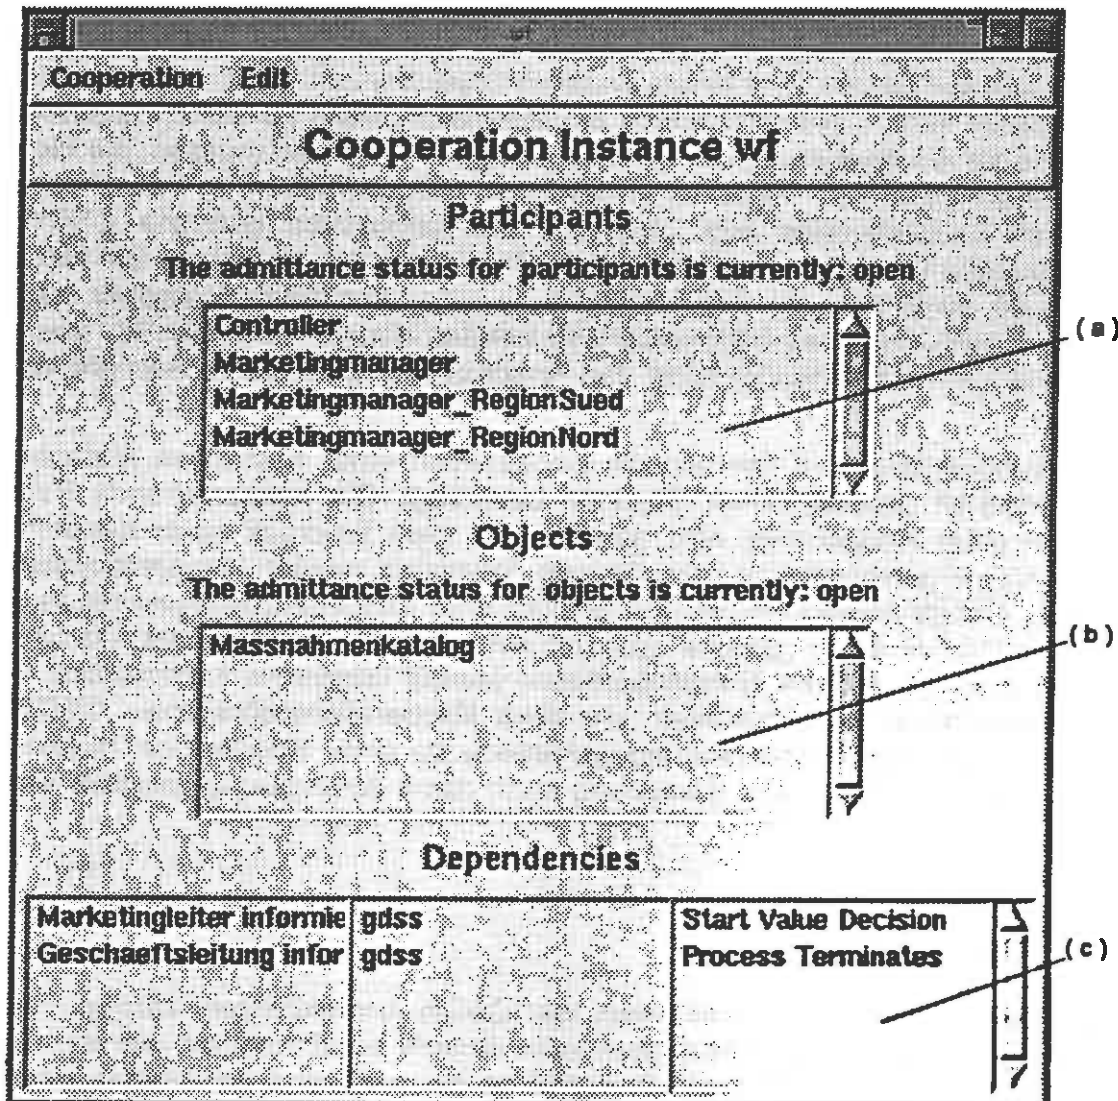 wf
Cooperation Edit
Cooperation Instance wf
Participants
The admittance status for participants is currently: open
Controller
Marketingmanager
Marketingmanager_RegionSued
Marketingmanager_RegionNord
(a)
Objects
The admittance status for objects is currently: open
Massnahmenkatalog
(b)
Dependencies
Marketingleiter informie gdss Start Value Decision
Geschaeftsleitung infor gdss Process Terminates
(c)